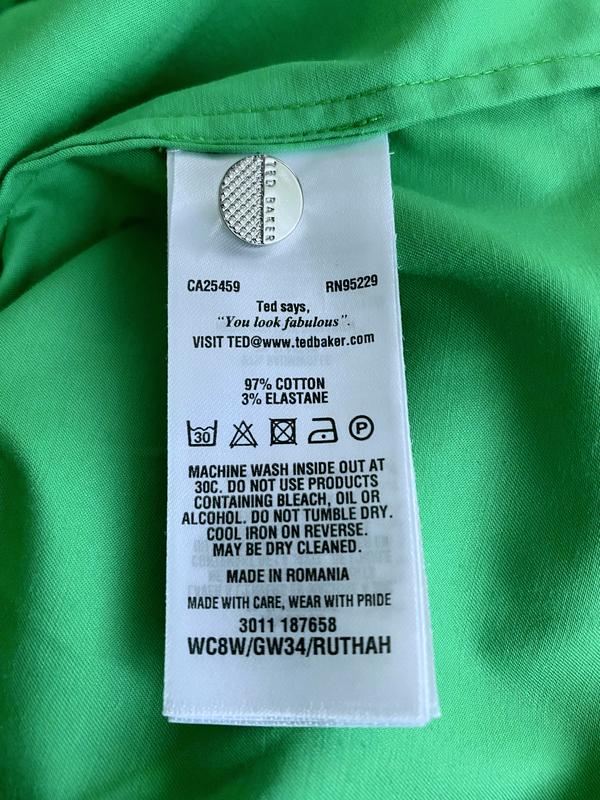 TED BAKER
CA25459 RN95229
Ted says,
“You look fabulous”.
VISIT TED@www.tedbaker.com
97% COTTON
3% ELASTANE
30 P
MACHINE WASH INSIDE OUT AT
30C. DO NOT USE PRODUCTS
CONTAINING BLEACH, OIL OR
ALCOHOL. DO NOT TUMBLE DRY.
COOL IRON ON REVERSE.
MAY BE DRY CLEANED.
MADE IN ROMANIA
MADE WITH CARE, WEAR WITH PRIDE
3011 187658
WC8W/GW34/RUTHAH